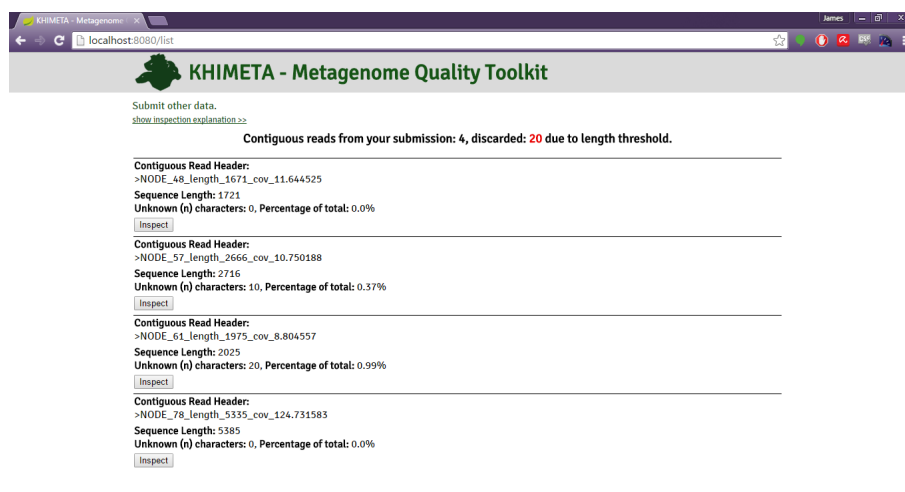 KHIMETA - Metagenome
James
localhost:8080/list
KHIMETA - Metagenome Quality Toolkit
Submit other data.
show inspection explanation >>
Contiguous reads from your submission: 4, discarded: 20 due to length threshold.
Contiguous Read Header:
>NODE_48_length_1671_cov_11.644525
Sequence Length: 1721
Unknown (n) characters: 0, Percentage of total: 0.0%
Inspect
Contiguous Read Header:
>NODE_57_length_2666_cov_10.750188
Sequence Length: 2716
Unknown (n) characters: 10, Percentage of total: 0.37%
Inspect
Contiguous Read Header:
>NODE_61_length_1975_cov_8.804557
Sequence Length: 2025
Unknown (n) characters: 20, Percentage of total: 0.99%
Inspect
Contiguous Read Header:
>NODE_78_length_5335_cov_124.731583
Sequence Length: 5385
Unknown (n) characters: 0, Percentage of total: 0.0%
Inspect